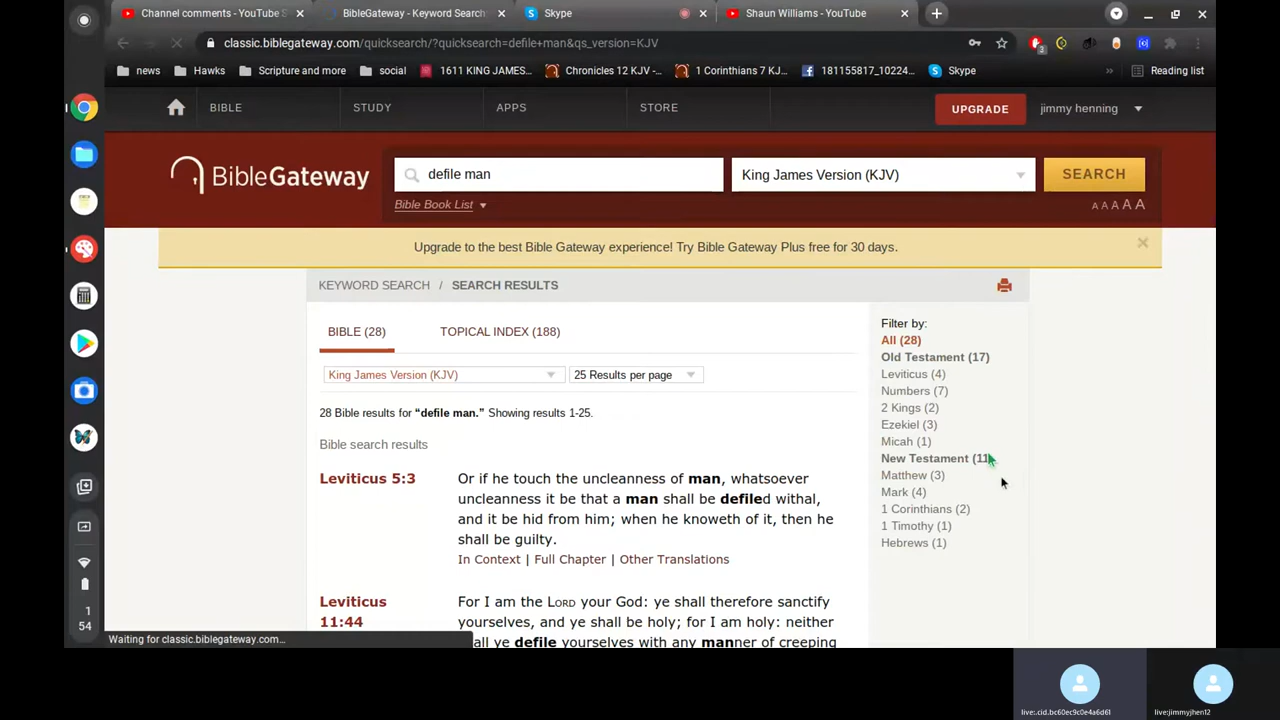 Channel comments - YouTube S
BibleGateway - Keyword Search:
Skype
Shaun Williams - YouTube
classic.biblegateway.com/quicksearch/?quicksearch=defile+man&qs_version=KJV
3
news
Hawks
Scripture and more
social
1611 KING JAMES...
Chronicles 12 KJV -...
1 Corinthians 7 KJ...
181155817_10224...
Skype
»
Reading list
BIBLE
STUDY
APPS
STORE
UPGRADE
jimmy henning
BibleGateway
defile man
King James Version (KJV)
SEARCH
Bible Book List
A A A A A
Upgrade to the best Bible Gateway experience! Try Bible Gateway Plus free for 30 days.
KEYWORD SEARCH / SEARCH RESULTS
BIBLE (28)
TOPICAL INDEX (188)
King James Version (KJV)
25 Results per page
28 Bible results for “defile man.” Showing results 1-25.
Bible search results
Leviticus 5:3
Or if he touch the uncleanness of man, whatsoever
uncleanness it be that a man shall be defiled withal,
and it be hid from him; when he knoweth of it, then he
shall be guilty.
In Context | Full Chapter | Other Translations
Leviticus
11:44
For I am the LORD your God: ye shall therefore sanctify
yourselves, and ye shall be holy; for I am holy: neither
shall ye defile yourselves with any manner of creeping
Filter by:
All (28)
Old Testament (17)
Leviticus (4)
Numbers (7)
2 Kings (2)
Ezekiel (3)
Micah (1)
New Testament (11)
Matthew (3)
Mark (4)
1 Corinthians (2)
1 Timothy (1)
Hebrews (1)
Waiting for classic.biblegateway.com...
1
54
live:.cid.bc60ec9c0e4a6d61
live:jimmyjhen12